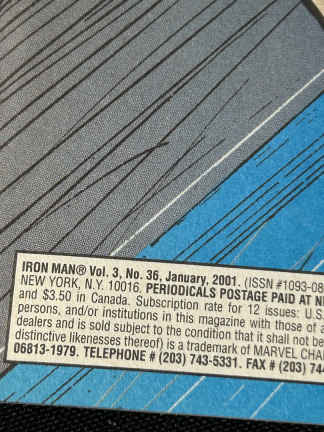 IRON MAN® Vol. 3, No. 36, January, 2001. (ISSN #1093-08
NEW YORK, N.Y. 10016. PERIODICALS POSTAGE PAID AT N
and $3.50 in Canada. Subscription rate for 12 issues: U.S.
persons, and/or institutions in this magazine with those of a
dealers and is sold subject to the condition that it shall not be
distinctive likenesses thereof) is a trademark of MARVEL CHA
06813-1979. TELEPHONE # (203) 743-5331. FAX # (203) 744